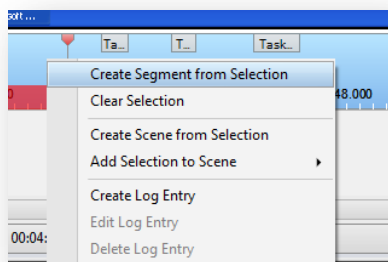 soft ...
Ta... T... Task...
Create Segment from Selection
Clear Selection
48.000
Create Scene from Selection
Add Selection to Scene
Create Log Entry
Edit Log Entry
00:04:
Delete Log Entry